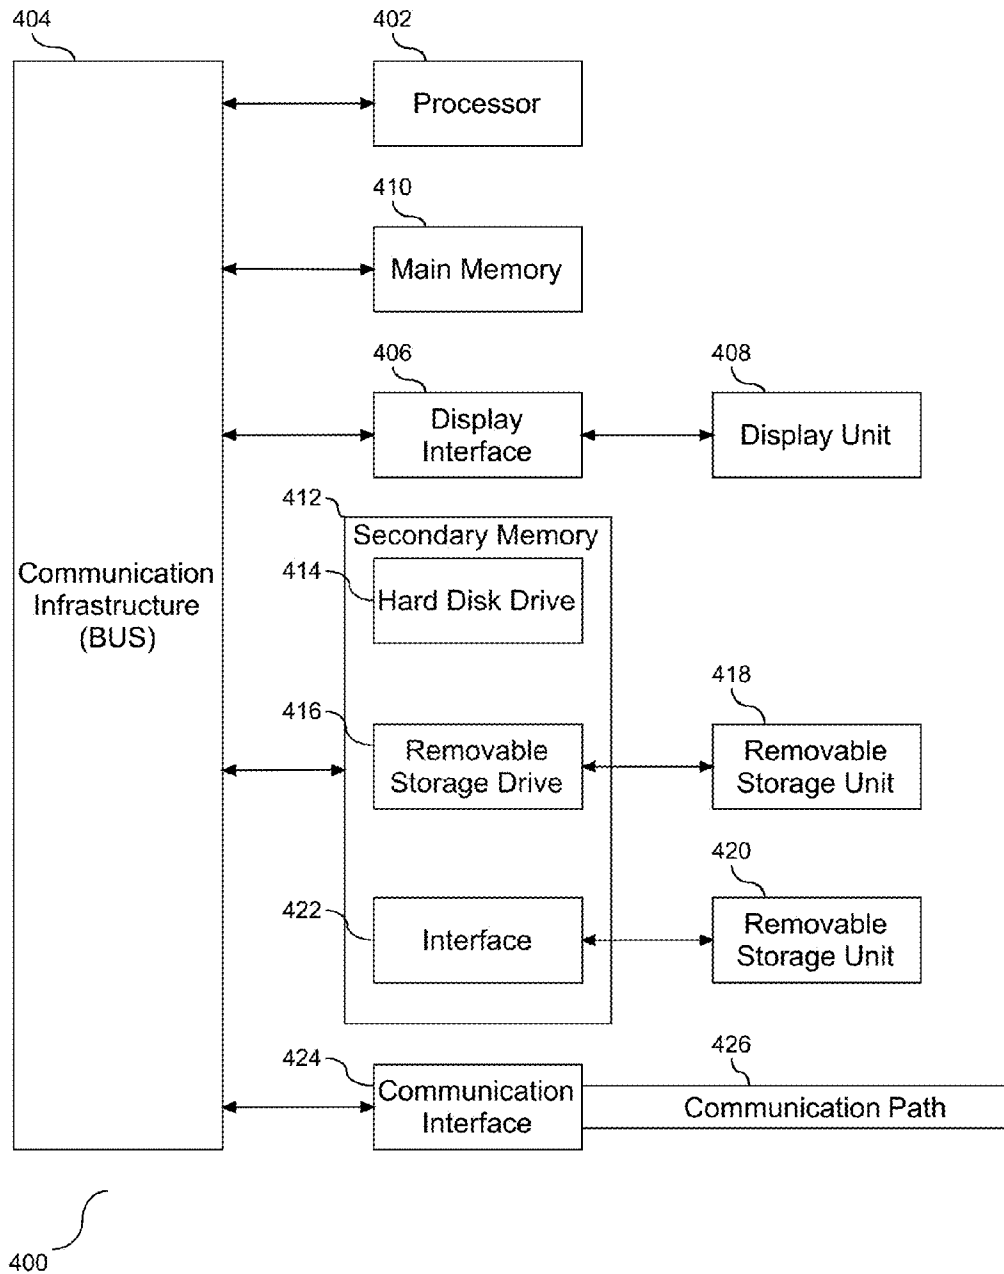 404
402
Processor
410
Main Memory
406
408
Display
Interface
Display Unit
412
Secondary Memory
414
Hard Disk Drive
Communication
Infrastructure
(BUS)
416
418
Removable
Storage Drive
Removable
Storage Unit
420
422
Interface
Removable
Storage Unit
424
426
Communication
Interface
Communication Path
400